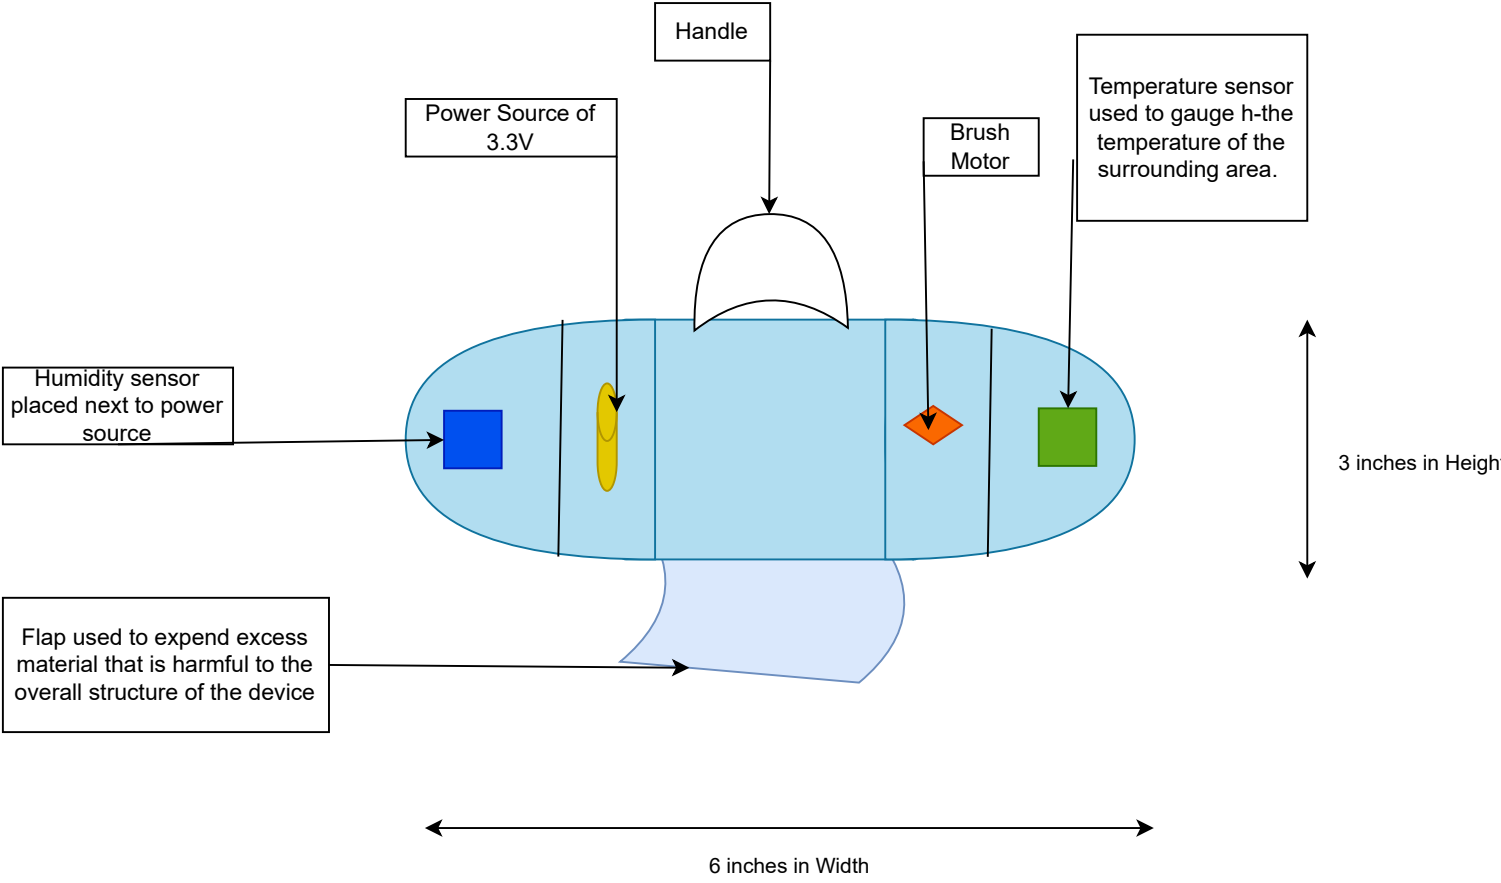 Handle
Power Source of
3.3V
Brush
Motor
Temperature sensor
used to gauge h-the
temperature of the
surrounding area.
Humidity sensor
placed next to power
source
3 inches in Height
Flap used to expend excess
material that is harmful to the
overall structure of the device
6 inches in Width